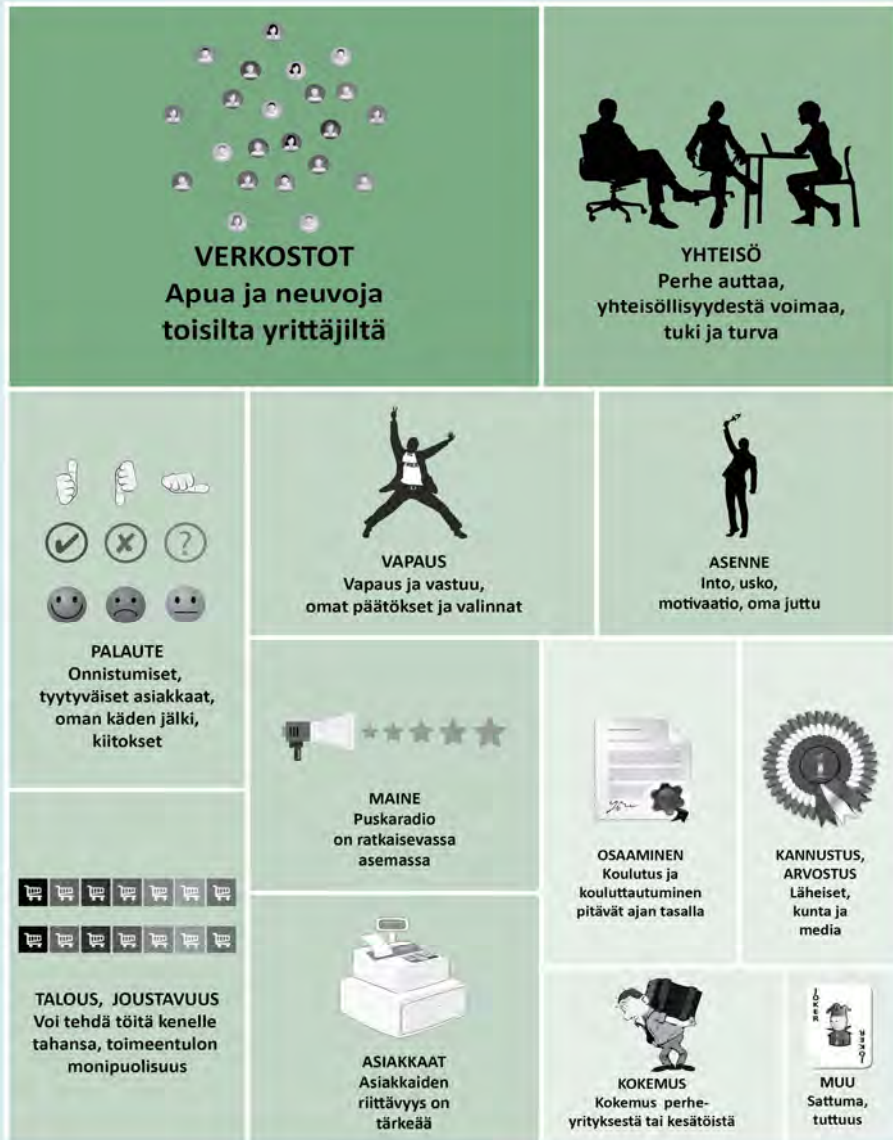 VERKOSTOT
Apua ja neuvoja
toisilta yrittäjiltä
YHTEISÖ
Perhe auttaa,
yhteisöllisyydestä voimaa,
tuki ja turva
PALAUTE
Onnistumiset,
tyytyväiset asiakkaat,
oman käden jälki,
kiitokset
FREE
VAPAUS
Vapaus ja vastuu,
omat päätökset ja valinnat
ASENNE
Into, usko,
motivaatio, oma juttu
MAINE
Puskaradio
on ratkaisevassa
asemassa
OSAAMINEN
Koulutus ja
kouluttautuminen
pitävät ajan tasalla
1
KANNUSTUS,
ARVOSTUS
Läheiset,
kunta ja
media
TALOUS, JOUSTAVUUS
Voi tehdä töitä kenelle
tahansa, toimeentulon
monipuolisuus
ASIAKKAAT
Asiakkaiden
riittävyys on
tärkeää
KOKEMUS
Kokemus perhe-
yrityksestä tai kesätöistä
JOKER
JOKER
MUU
Sattuma,
tuttuus